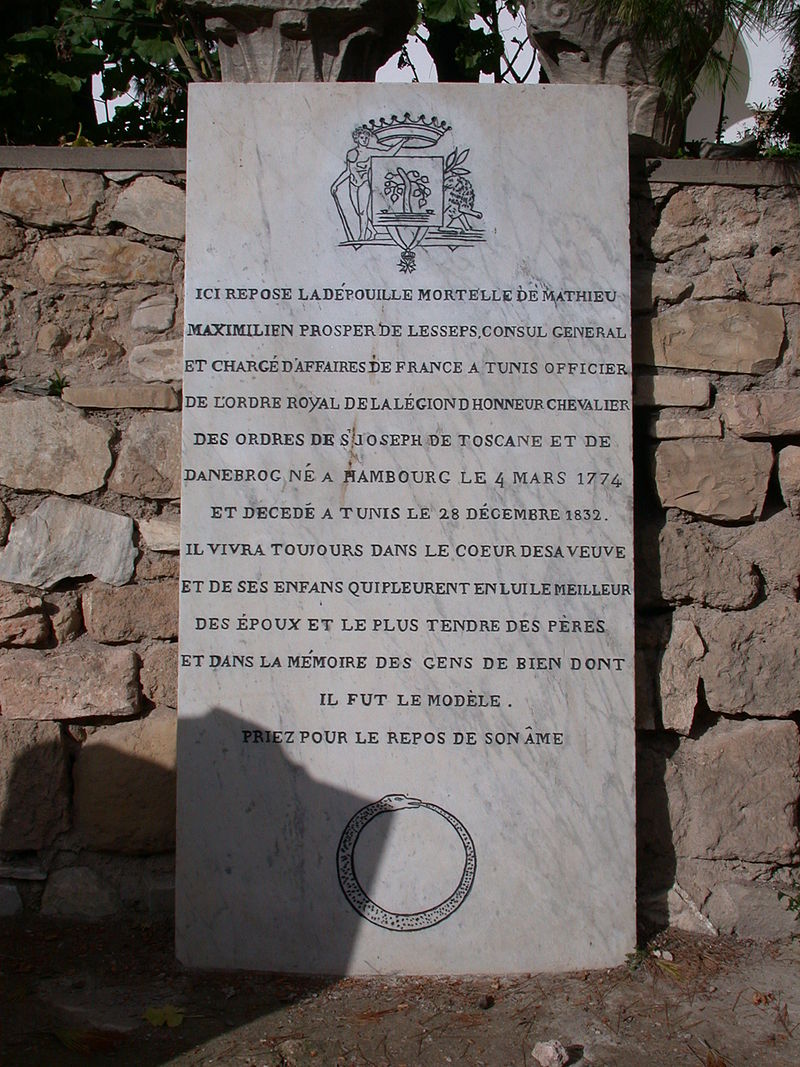 ICI REPOSE LA DÉPOUILLE MORTELLE DE MATHIEU
MAXIMILIEN PROSPER DE LESSEPS, CONSUL GENERAL
ET CHARGÉ D'AFFAIRES DE FRANCE A TUNIS OFFICIER
DE L'ORDRE ROYAL DE LA LÉGION D HONNEUR CHEVALIER
DES ORDRES DE ST JOSEPH DE TOSCANE ET DE
DANEBROG NÉ A HAMBOURG LE 4 MARS 1774
ET DECEDÉ A TUNIS LE 28 DÉCEMBRE 1832.
IL VIVRA TOUJOURS DANS LE COEUR DE SA VEUVE
ET DE SES ENFANS QUI PLEURENT EN LUI LE MEILLEUR
DES ÉPOUX ET LE PLUS TENDRE DES PÈRES
ET DANS LA MÉMOIRE DES GENS DE BIEN DONT
IL FUT LE MODÈLE.
PRIEZ POUR LE REPOS DE SON ÂME